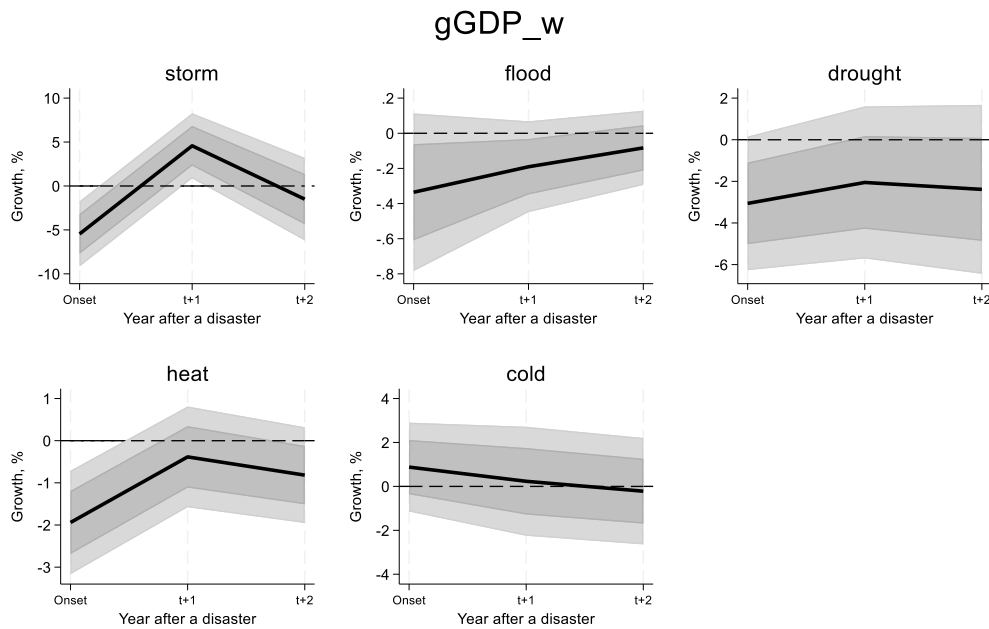 gGDP_w
storm
Growth, %
10
5
0
-5
-10
Onset
t+1
t+2
Year after a disaster
flood
Growth, %
.2
0
-.2
-.4
-.6
-.8
Onset
t+1
t+2
Year after a disaster
drought
Growth, %
2
0
-2
-4
-6
Onset
t+1
t+2
Year after a disaster
heat
Growth, %
1
0
-1
-2
-3
Onset
t+1
t+2
Year after a disaster
cold
Growth, %
4
2
0
-2
-4
Onset
t+1
t+2
Year after a disaster